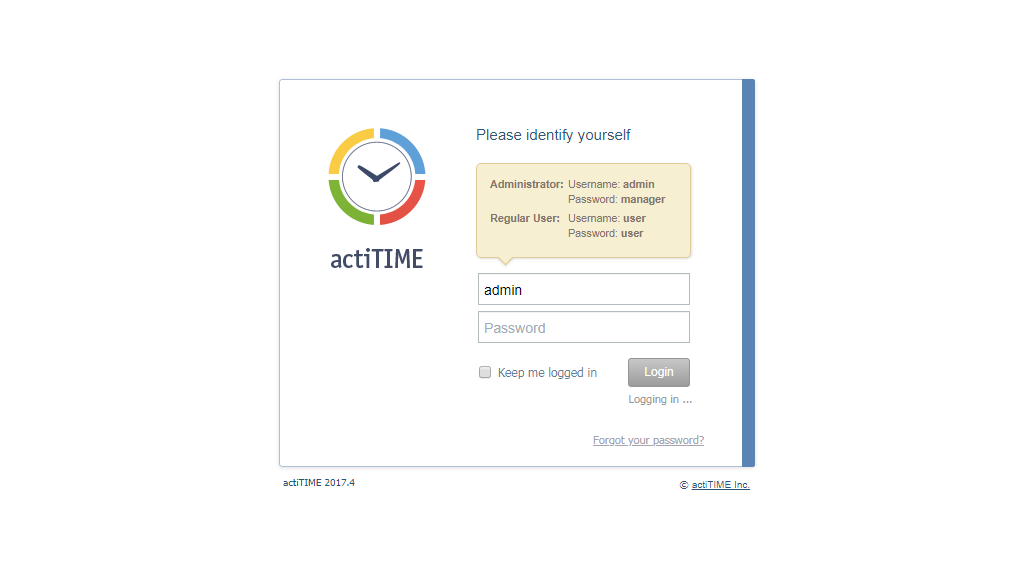 actiTIME
Please identify yourself
Administrator: Username: admin
Password: manager
Regular User: Username: user
Password: user
admin
Password
Keep me logged in
Login
Logging in ...
Forgot your password?
actiTIME 2017.4
© actiTIME Inc.